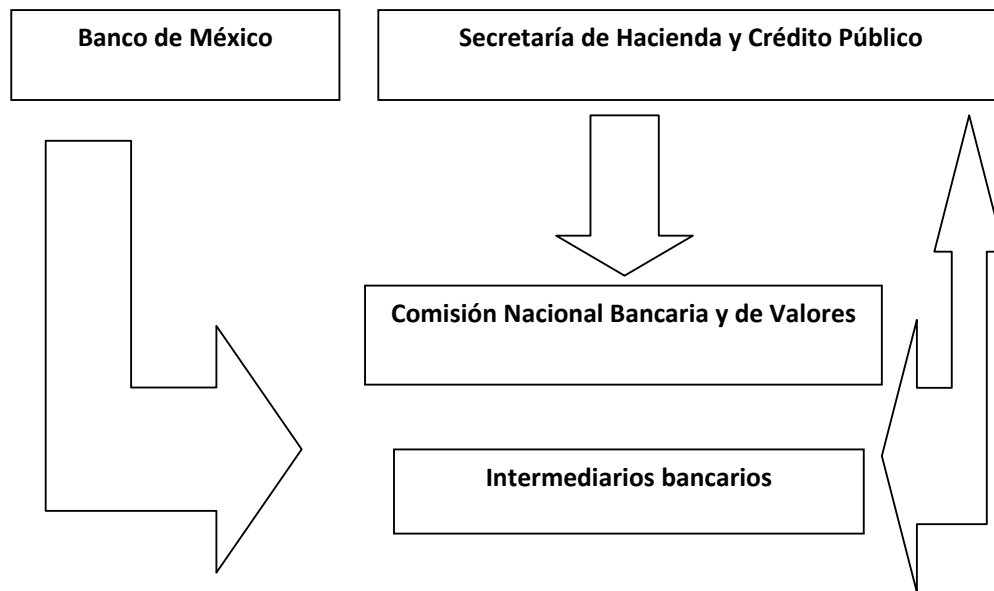 Banco de México
Secretaría de Hacienda y Crédito Público
Comisión Nacional Bancaria y de Valores
Intermediarios bancarios